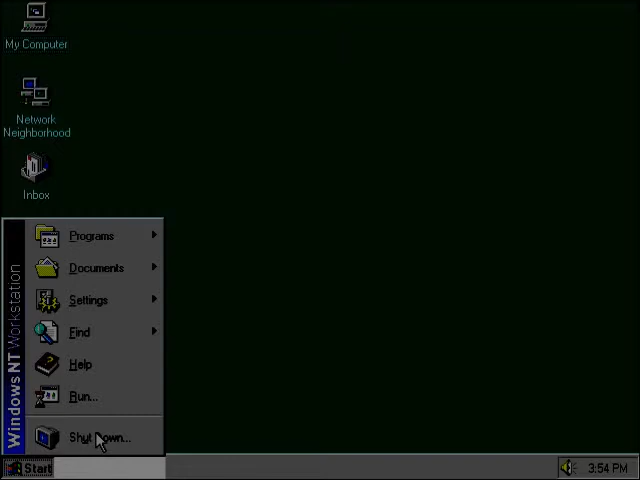 My Computer
Network
Neighborhood
Inbox
Programs
Documents
Settings
Find
Help
Run...
Shut Down...
Windows NT Workstation
Start
3:54 PM